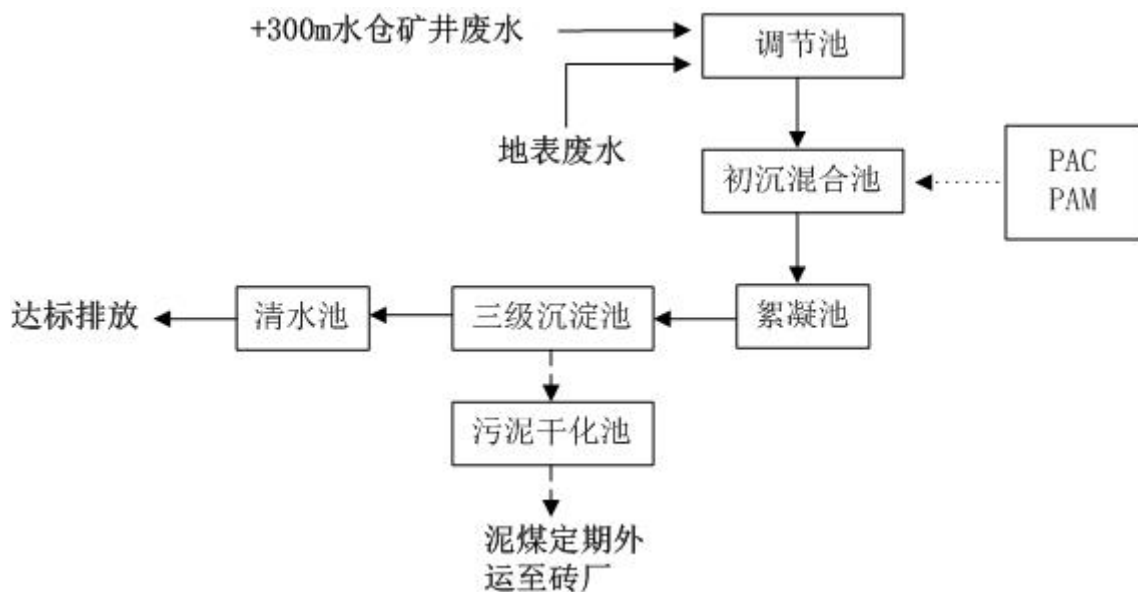 +300m水仓矿井废水
调节池
地表废水
初沉混合池
PAC
PAM
达标排放
清水池
三级沉淀池
絮凝池
污泥干化池
泥煤定期外
运至砖厂